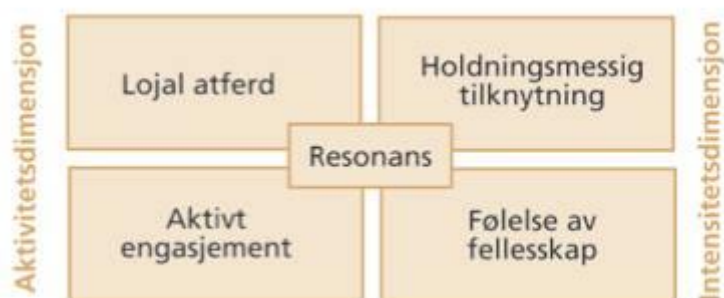 Aktivitetsdimensjon
Lojal atferd
Holdningsmessig
tilknytning
Resonans
Aktivt
engasjement
Følelse av
fellesskap
Intensitetsdimensjon